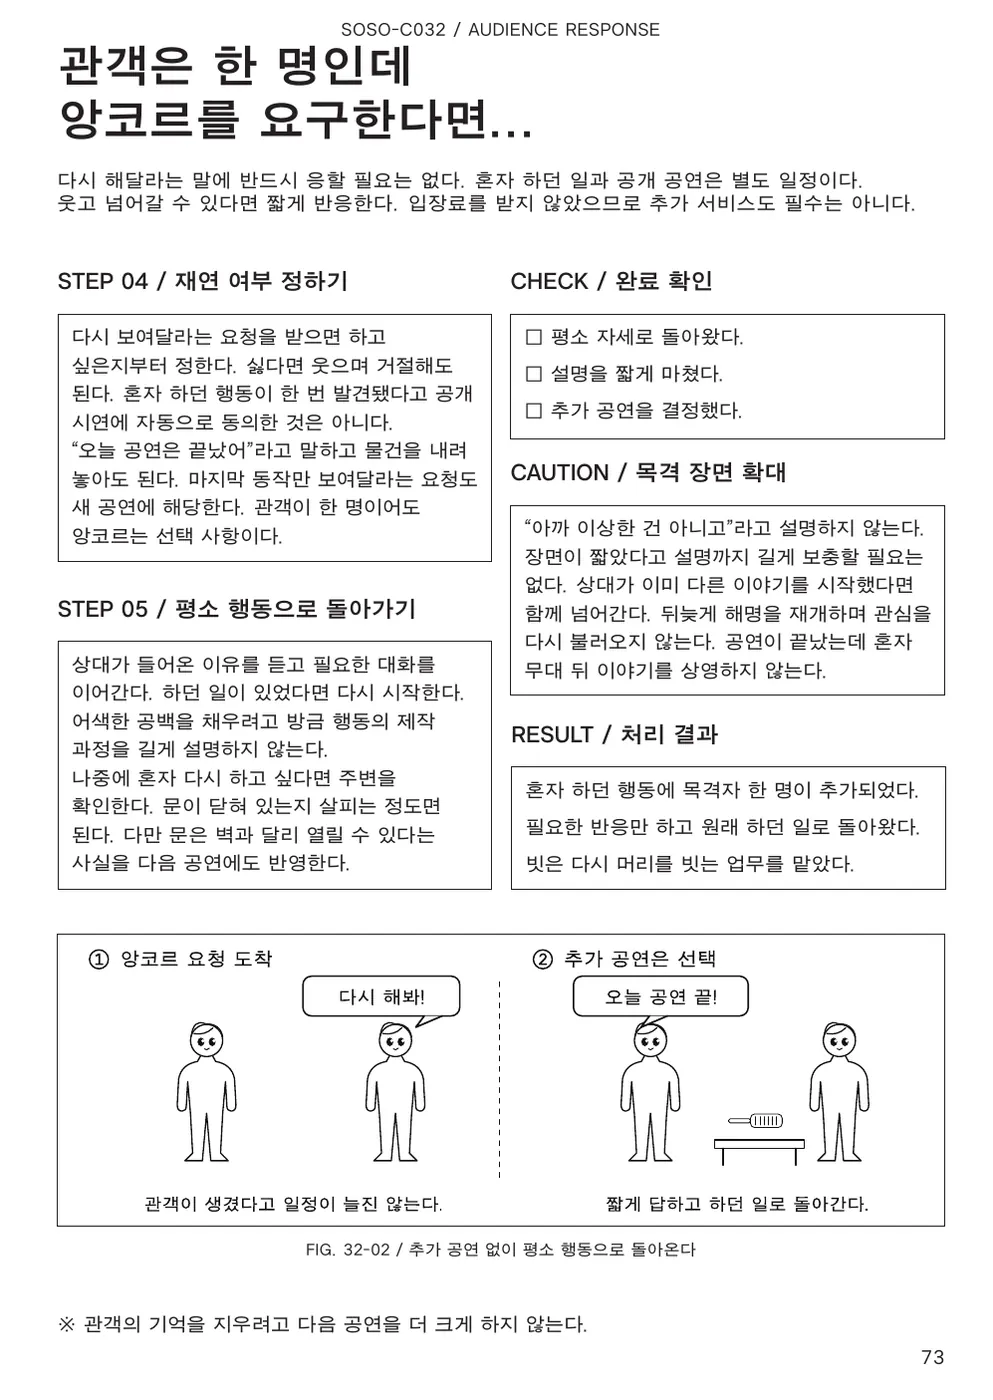 SOSO-C032 / AUDIENCE RESPONSE
관객은 한 명인데
앙코르를 요구한다면...
다시 해달라는 말에 반드시 응할 필요는 없다. 혼자 하던 일과 공개 공연은 별도 일정이다.
웃고 넘어갈 수 있다면 짧게 반응한다. 입장료를 받지 않았으므로 추가 서비스도 필수는 아니다.
STEP 04 / 재연 여부 정하기
다시 보여달라는 요청을 받으면 하고
싶은지부터 정한다. 싫다면 웃으며 거절해도
된다. 혼자 하던 행동이 한 번 발견됐다고 공개
시연에 자동으로 동의한 것은 아니다.
“오늘 공연은 끝났어”라고 말하고 물건을 내려
놓아도 된다. 마지막 동작만 보여달라는 요청도
새 공연에 해당한다. 관객이 한 명이어도
앙코르는 선택 사항이다.
STEP 05 / 평소 행동으로 돌아가기
상대가 들어온 이유를 듣고 필요한 대화를
이어간다. 하던 일이 있었다면 다시 시작한다.
어색한 공백을 채우려고 방금 행동의 제작
과정을 길게 설명하지 않는다.
나중에 혼자 다시 하고 싶다면 주변을
확인한다. 문이 닫혀 있는지 살피는 정도면
된다. 다만 문은 벽과 달리 열릴 수 있다는
사실을 다음 공연에도 반영한다.
CHECK / 완료 확인
□ 평소 자세로 돌아왔다.
□ 설명을 짧게 마쳤다.
□ 추가 공연을 결정했다.
CAUTION / 목격 장면 확대
“아까 이상한 건 아니고”라고 설명하지 않는다.
장면이 짧았다고 설명까지 길게 보충할 필요는
없다. 상대가 이미 다른 이야기를 시작했다면
함께 넘어간다. 뒤늦게 해명을 재개하며 관심을
다시 불러오지 않는다. 공연이 끝났는데 혼자
무대 뒤 이야기를 상영하지 않는다.
RESULT / 처리 결과
혼자 하던 행동에 목격자 한 명이 추가되었다.
필요한 반응만 하고 원래 하던 일로 돌아왔다.
빗은 다시 머리를 빗는 업무를 맡았다.
① 앙코르 요청 도착
다시 해봐!
관객이 생겼다고 일정이 늘진 않는다.
② 추가 공연은 선택
오늘 공연 끝!
짧게 답하고 하던 일로 돌아간다.
FIG. 32-02 / 추가 공연 없이 평소 행동으로 돌아온다
※ 관객의 기억을 지우려고 다음 공연을 더 크게 하지 않는다.
73